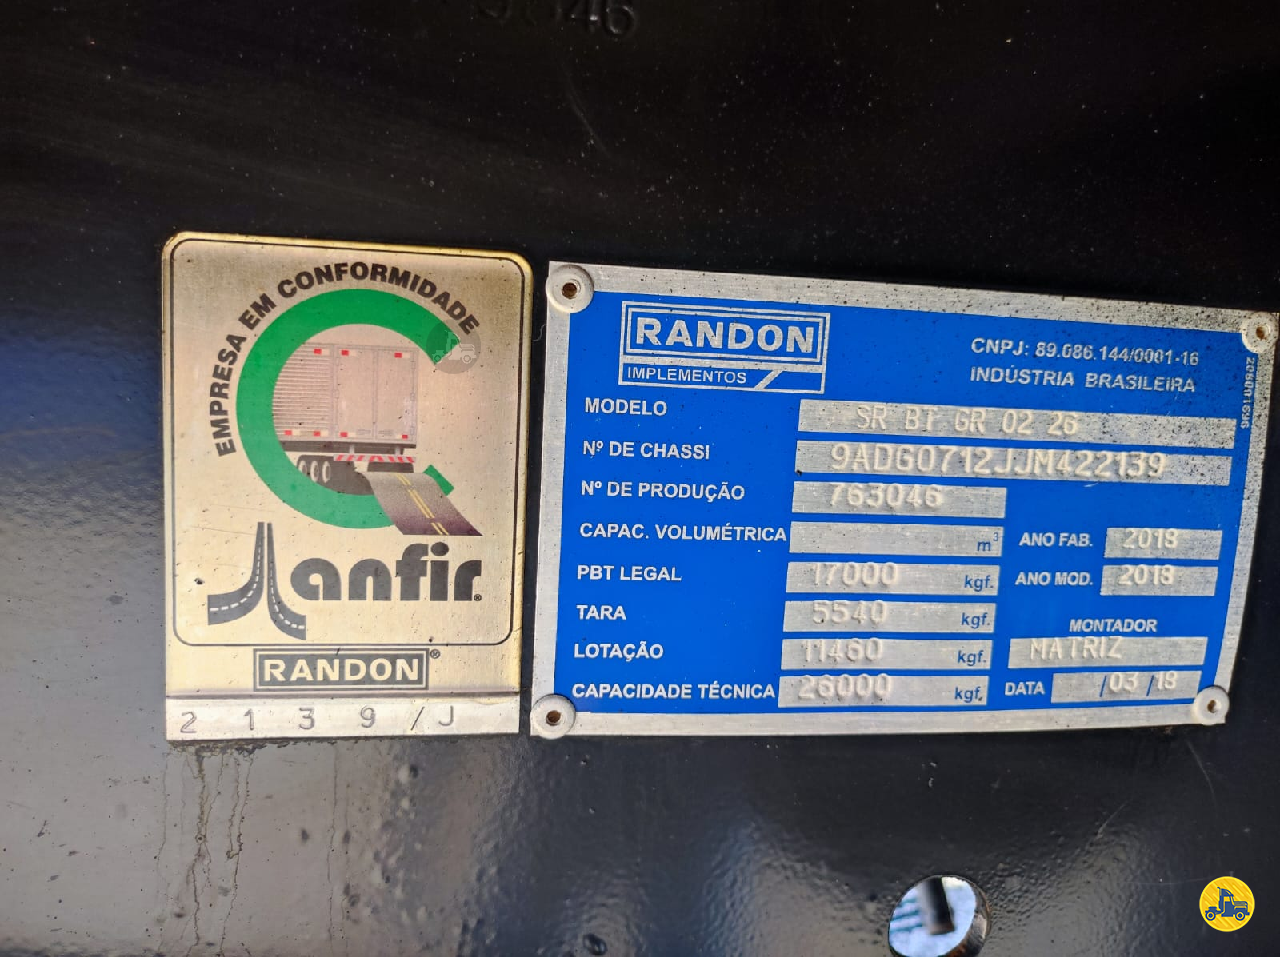 EMPRESA EM CONFORMIDADE
anfir®
RANDON®
2139/J
RANDON
IMPLEMENTOS
CNPJ: 89.086.144/0001-16
INDÚSTRIA BRASILEIRA
MODELO SR BT GR 02 26
Nº DE CHASSI 9ADG0712JJM422139
Nº DE PRODUÇÃO 763046
CAPAC. VOLUMÉTRICA m³ ANO FAB. 2018
PBT LEGAL 17000 kgf. ANO MOD. 2018
TARA 5540 kgf. MONTADOR
LOTAÇÃO 11460 kgf. MATRIZ
CAPACIDADE TÉCNICA 26000 kgf. DATA /03/18